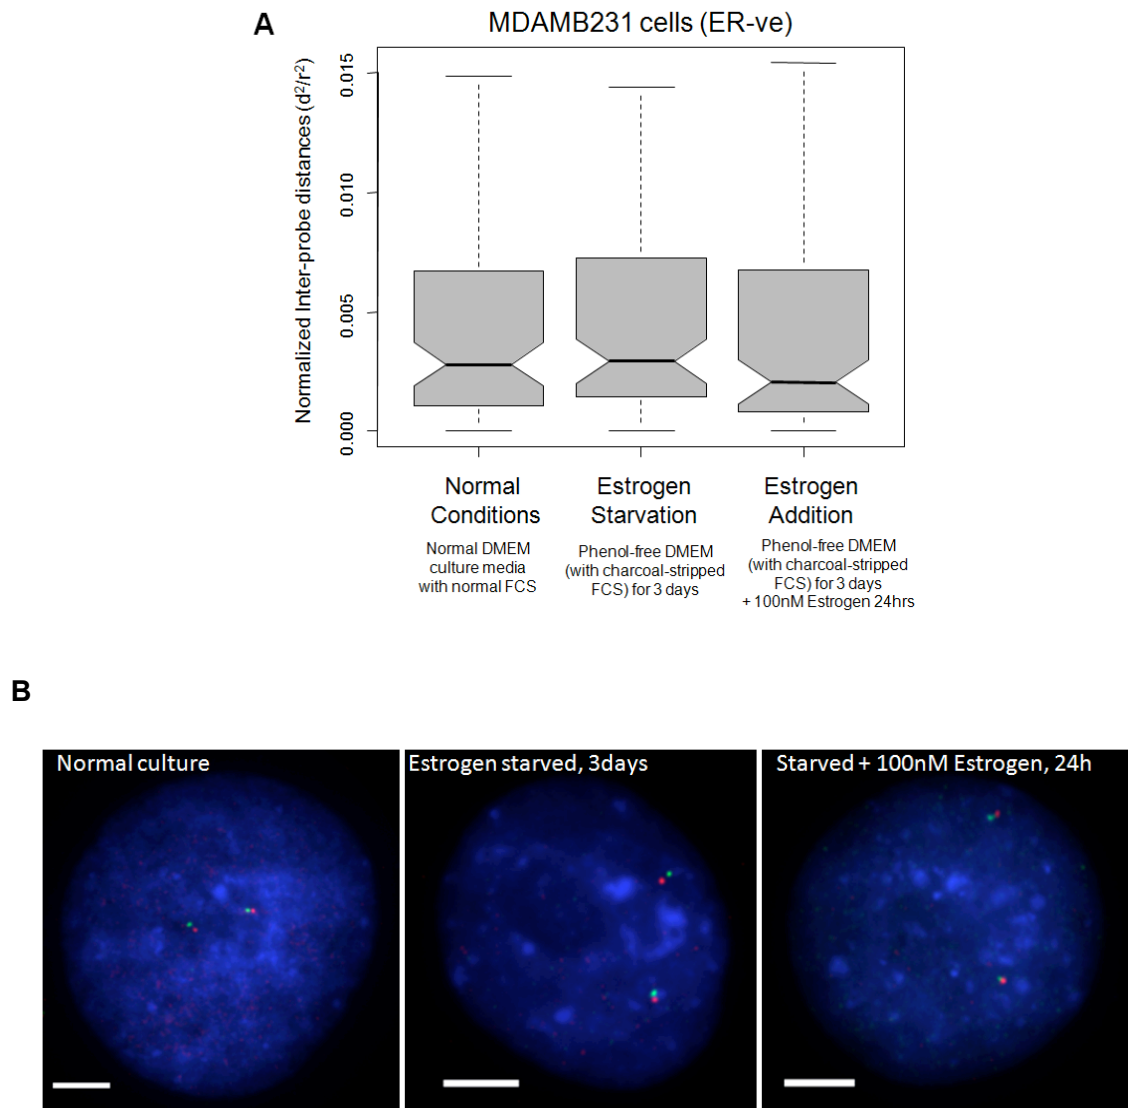 A
MDAMB231 cells (ER-ve)
Normalized Inter-probe distances (d²/r²)
0.015
0.010
0.005
0.000
Normal
Conditions
Normal DMEM
culture media
with normal FCS
Estrogen
Starvation
Phenol-free DMEM
(with charcoal-stripped
FCS) for 3 days
Estrogen
Addition
Phenol-free DMEM
(with charcoal-stripped
FCS) for 3 days
+ 100nM Estrogen 24hrs
B
Normal culture
Estrogen starved, 3days
Starved + 100nM Estrogen, 24h